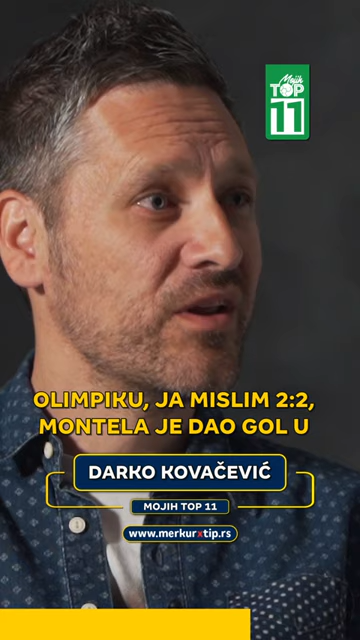 Mojih
TOP
11
OLIMPIKU, JA MISLIM 2:2,
MONTELA JE DAO GOL U
DARKO KOVAČEVIĆ
MOJIH TOP 11
www.merkurxtip.rs